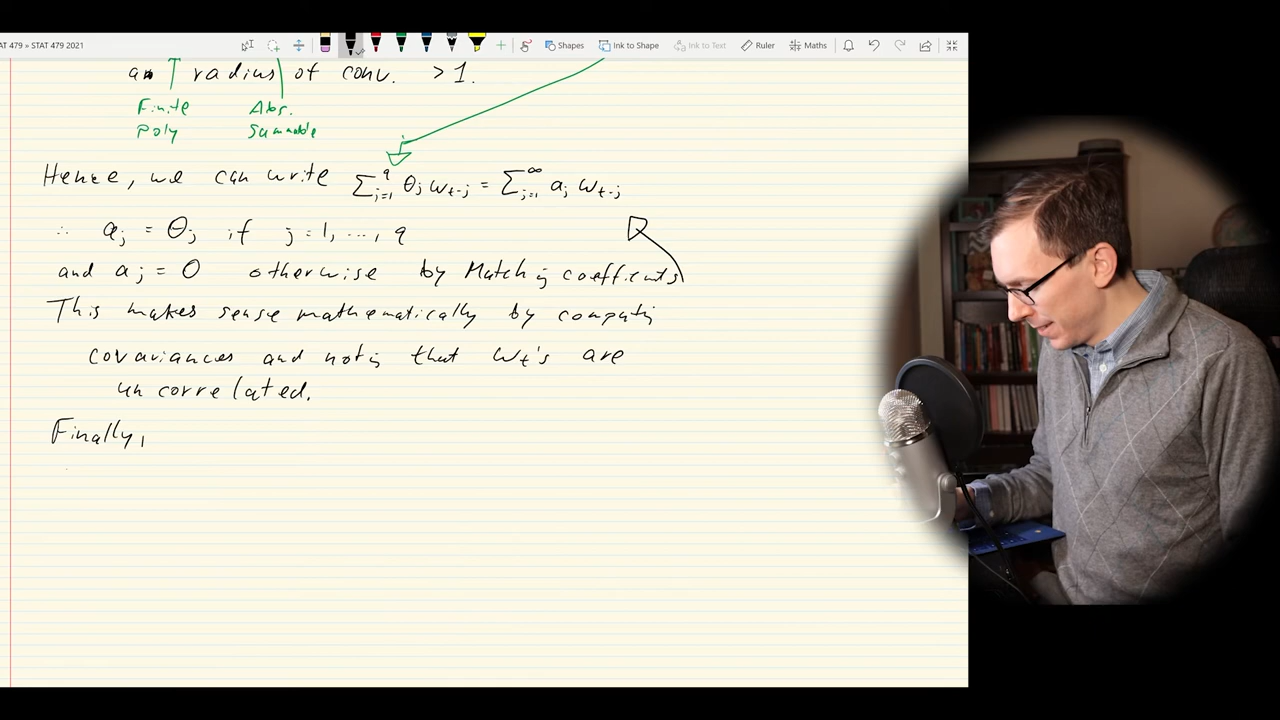 AT 479 » STAT 479 2021
Shapes Ink to Shape Ink to Text Ruler Maths
an radius of conv. > 1.
Finite Abs.
Poly Summable
Hence, we can write ∑_{j=1}^{q} θ_j w_{t-j} = ∑_{j=1}^{∞} a_j w_{t-j}
∴ a_j = θ_j if j = 1, ..., q
and a_j = 0 otherwise by Matching coefficients
This makes sense mathematically by computing
covariances and noting that w_t's are
uncorrelated.
Finally,